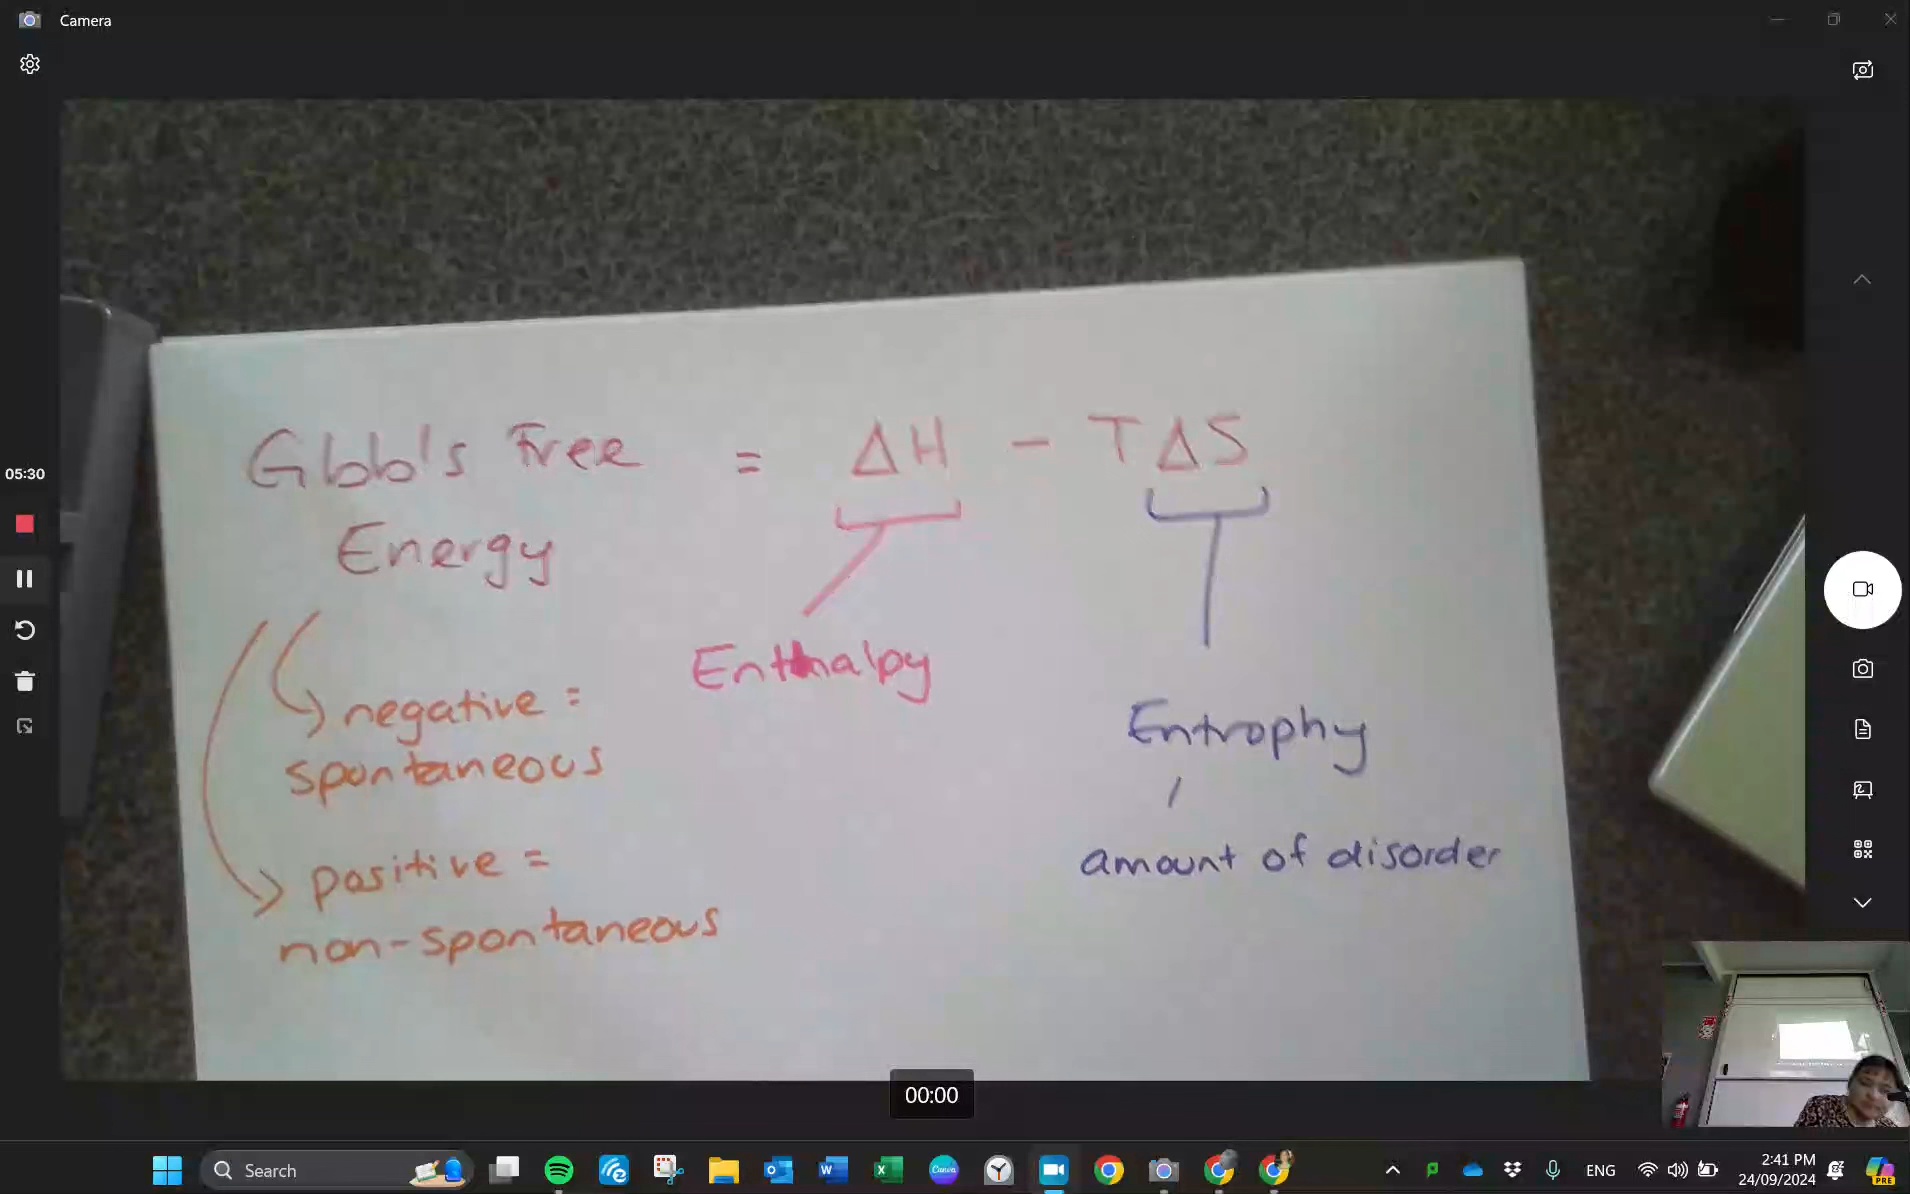 Camera
05:30
Gibb's Free = ΔH - TΔS
Energy
Enthalpy
negative =
spontaneous
Entrophy
amount of disorder
positive =
non-spontaneous
00:00
Search
ENG
2:41 PM
24/09/2024
PRE